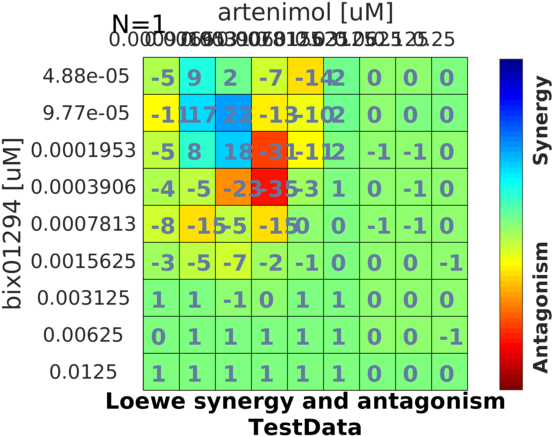 artenimol [uM]
N=1
4.88e-05 -5 9 2 -7 -14 2 0 0 0
9.77e-05 -11 17 22 -13 -10 2 0 0 0
0.0001953 -5 8 18 -31 -11 2 -1 -1 0
0.0003906 -4 -5 -23 -35 -3 1 0 -1 0
0.0007813 -8 -15 -5 -15 0 0 -1 -1 0
0.0015625 -3 -5 -7 -2 -1 0 0 0 -1
0.003125 1 1 -1 0 1 1 0 0 0
0.00625 0 1 1 1 1 1 0 0 -1
0.0125 1 1 1 1 1 1 0 0 0
bix01294 [uM]
Synergy
Antagonism
Loewe synergy and antagonism
TestData